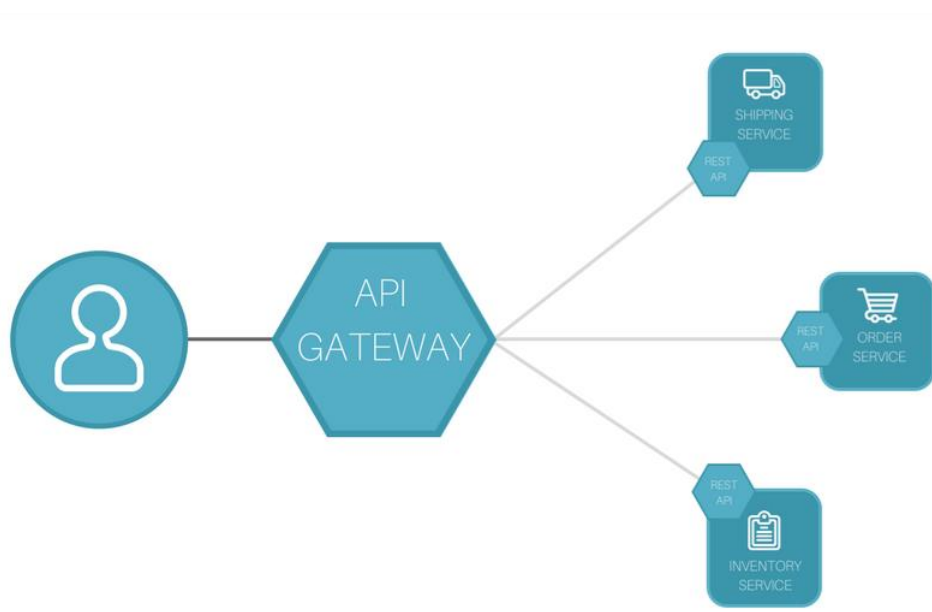 SHIPPING
SERVICE
REST
API
API
GATEWAY
REST
API
ORDER
SERVICE
REST
API
INVENTORY
SERVICE